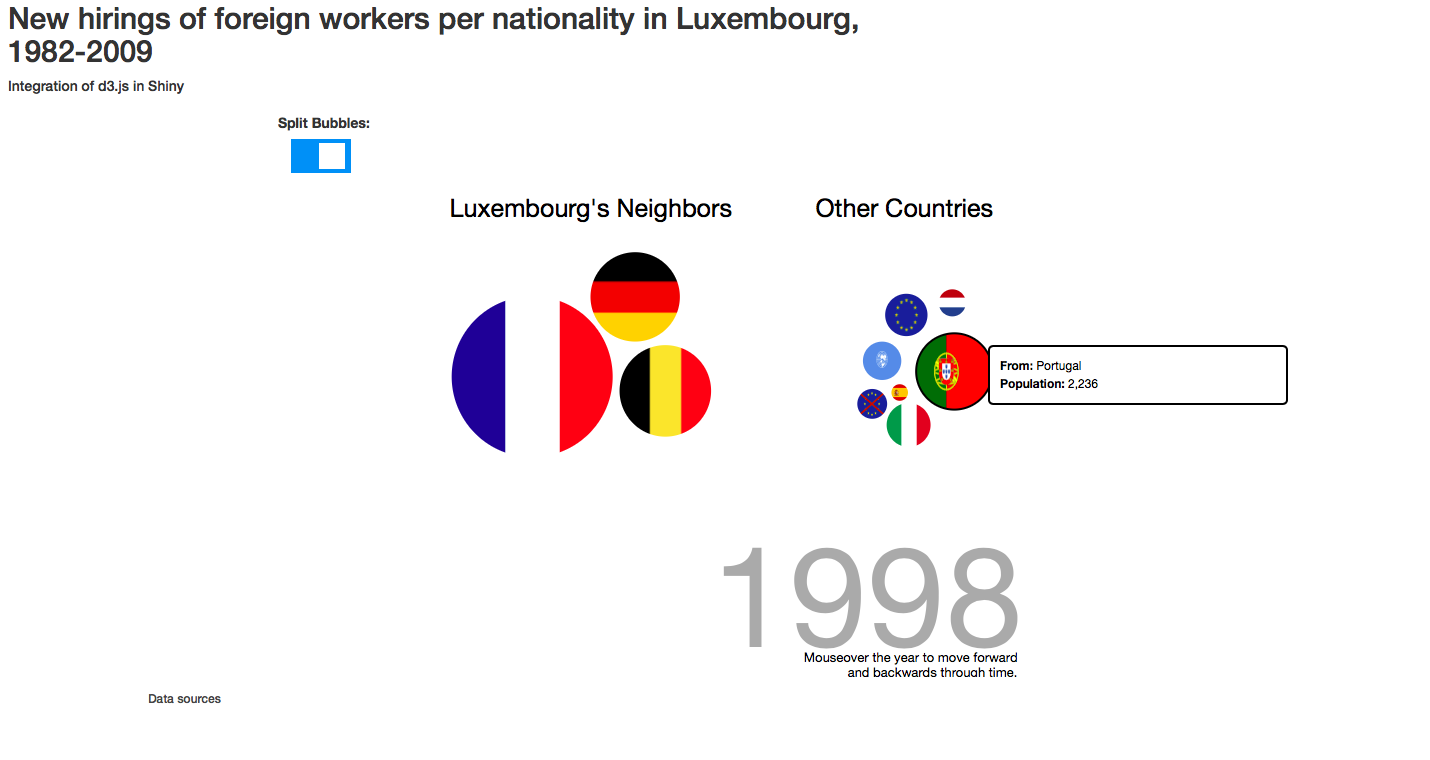 New hirings of foreign workers per nationality in Luxembourg,
1982-2009
Integration of d3.js in Shiny
Split Bubbles:
Luxembourg's Neighbors
Other Countries
From: Portugal
Population: 2,236
1998
Mouseover the year to move forward
and backwards through time.
Data sources